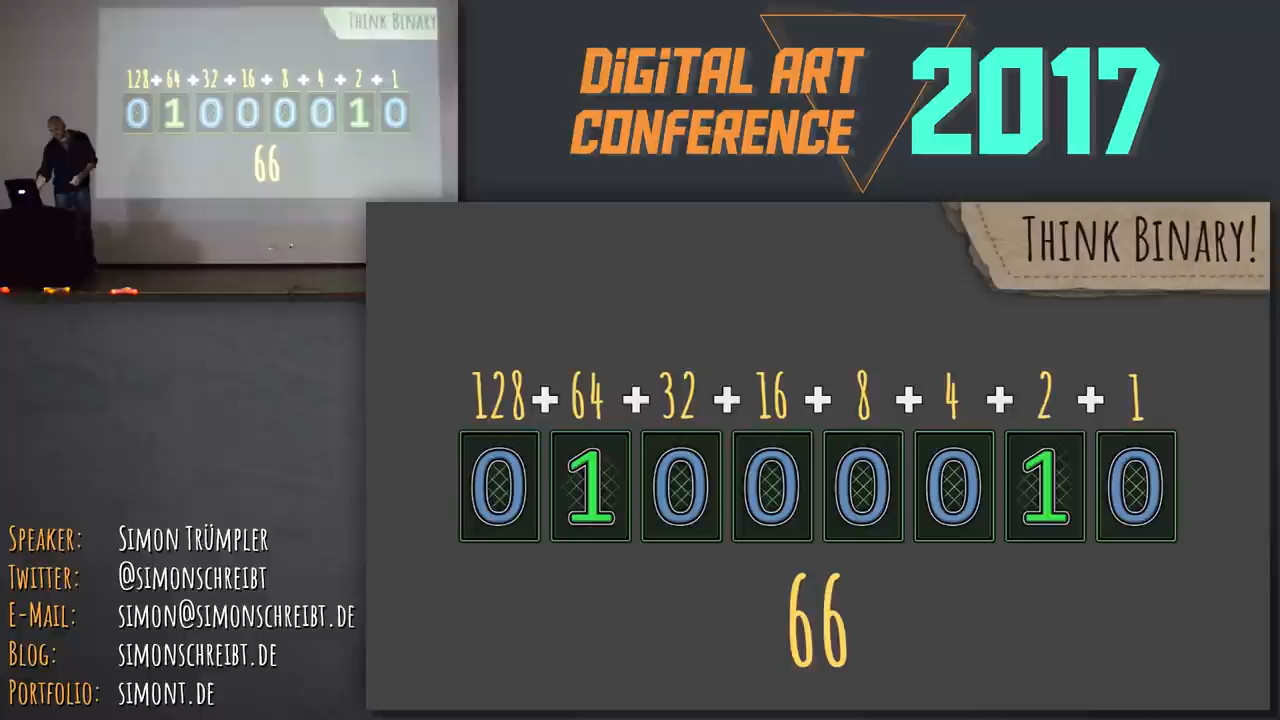 THINK BINARY
128+ 64 + 32 + 16 + 8 + 4 + 2 + 1
0 1 0 0 0 0 1 0
66
DIGITAL ART
CONFERENCE
2017
THINK BINARY!
128 + 64 + 32 + 16 + 8 + 4 + 2 + 1
0 1 0 0 0 0 1 0
66
SPEAKER: SIMON TRÜMPLER
TWITTER: @SIMONSCHREIBT
E-MAIL: SIMON@SIMONSCHREIBT.DE
BLOG: SIMONSCHREIBT.DE
PORTFOLIO: SIMONT.DE